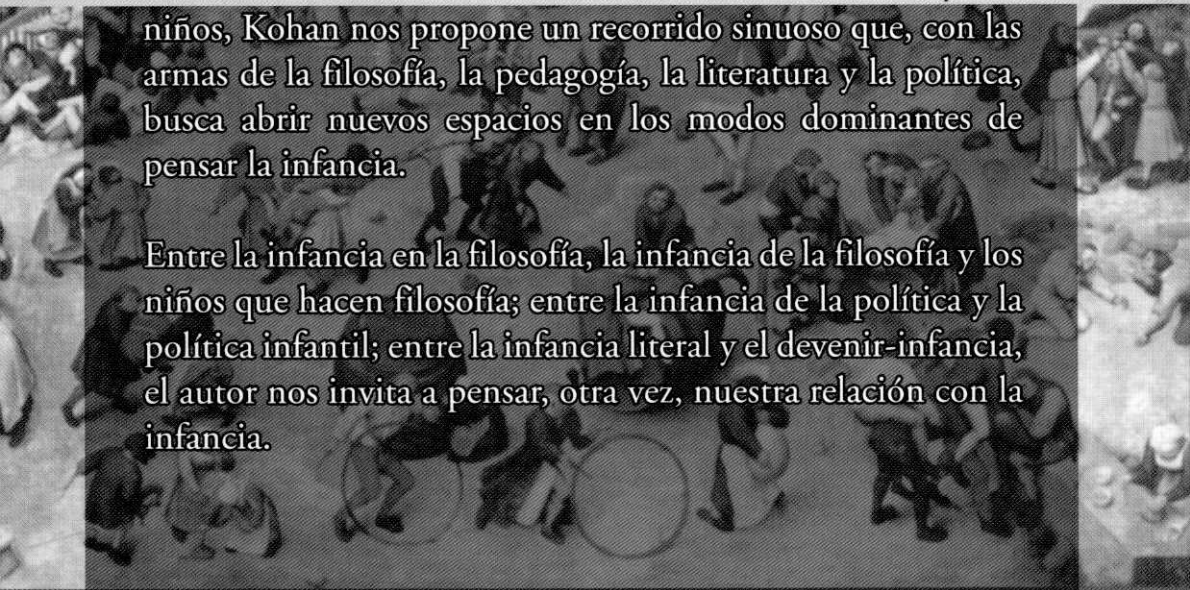 niños, Kohan nos propone un recorrido sinuoso que, con las
armas de la filosofía, la pedagogía, la literatura y la política,
busca abrir nuevos espacios en los modos dominantes de
pensar la infancia.
Entre la infancia en la filosofía, la infancia de la filosofía y los
niños que hacen filosofía; entre la infancia de la política y la
política infantil; entre la infancia literal y el devenir-infancia,
el autor nos invita a pensar, otra vez, nuestra relación con la
infancia.